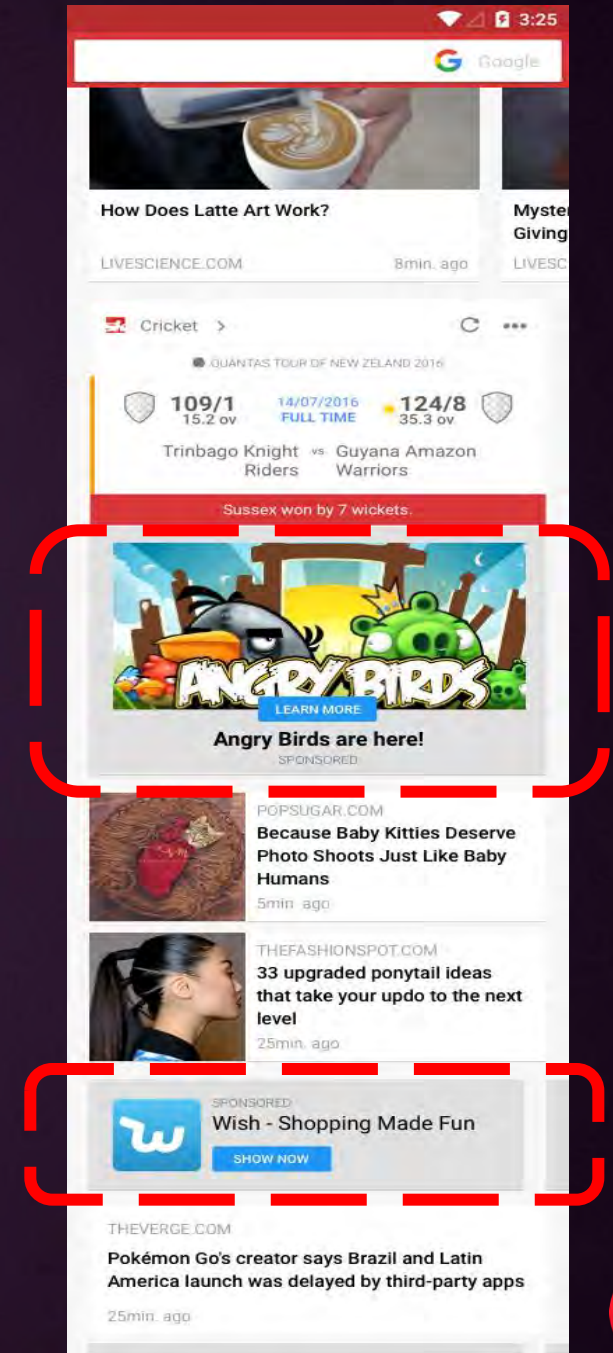 3:25
G Google
How Does Latte Art Work?
LIVESCIENCE.COM 8min. ago
Myste
Giving
LIVESC
Cricket >
QUANTAS TOUR OF NEW ZELAND 2016
109/1 14/07/2016 124/8
15.2 ov FULL TIME 35.3 ov
Trinbago Knight vs Guyana Amazon
Riders Warriors
Sussex won by 7 wickets.
ANGRY BIRDS
LEARN MORE
Angry Birds are here!
SPONSORED
POPSUGAR.COM
Because Baby Kitties Deserve
Photo Shoots Just Like Baby
Humans
5min. ago
THEFASHIONSPOT.COM
33 upgraded ponytail ideas
that take your updo to the next
level
25min. ago
SPONSORED
Wish - Shopping Made Fun
SHOW NOW
THEVERGE.COM
Pokémon Go's creator says Brazil and Latin
America launch was delayed by third-party apps
25min. ago